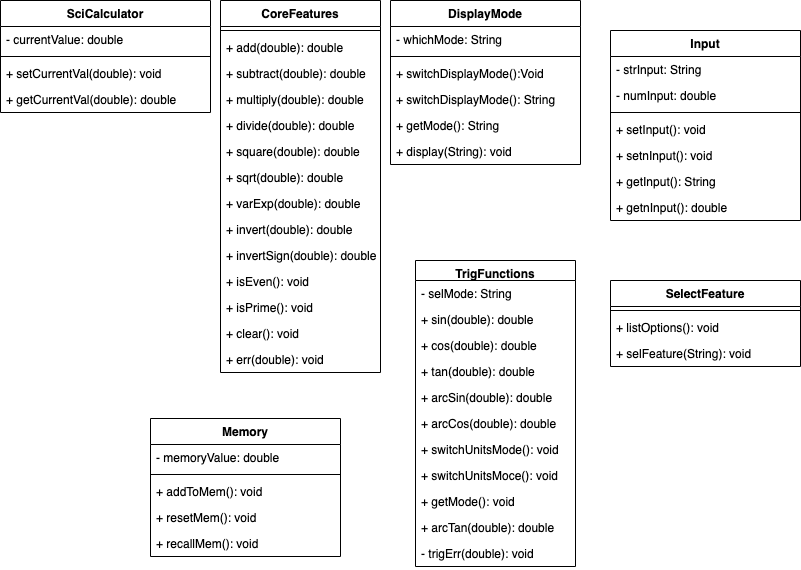 SciCalculator
- currentValue: double
+ setCurrentVal(double): void
+ getCurrentVal(double): double
CoreFeatures
+ add(double): double
+ subtract(double): double
+ multiply(double): double
+ divide(double): double
+ square(double): double
+ sqrt(double): double
+ varExp(double): double
+ invert(double): double
+ invertSign(double): double
+ isEven(): void
+ isPrime(): void
+ clear(): void
+ err(double): void
DisplayMode
- whichMode: String
+ switchDisplayMode():Void
+ switchDisplayMode(): String
+ getMode(): String
+ display(String): void
Input
- strInput: String
- numInput: double
+ setInput(): void
+ setnInput(): void
+ getInput(): String
+ getnInput(): double
TrigFunctions
- selMode: String
+ sin(double): double
+ cos(double): double
+ tan(double): double
+ arcSin(double): double
+ arcCos(double): double
+ switchUnitsMode(): void
+ switchUnitsMoce(): void
+ getMode(): void
+ arcTan(double): double
- trigErr(double): void
SelectFeature
+ listOptions(): void
+ selFeature(String): void
Memory
- memoryValue: double
+ addToMem(): void
+ resetMem(): void
+ recallMem(): void